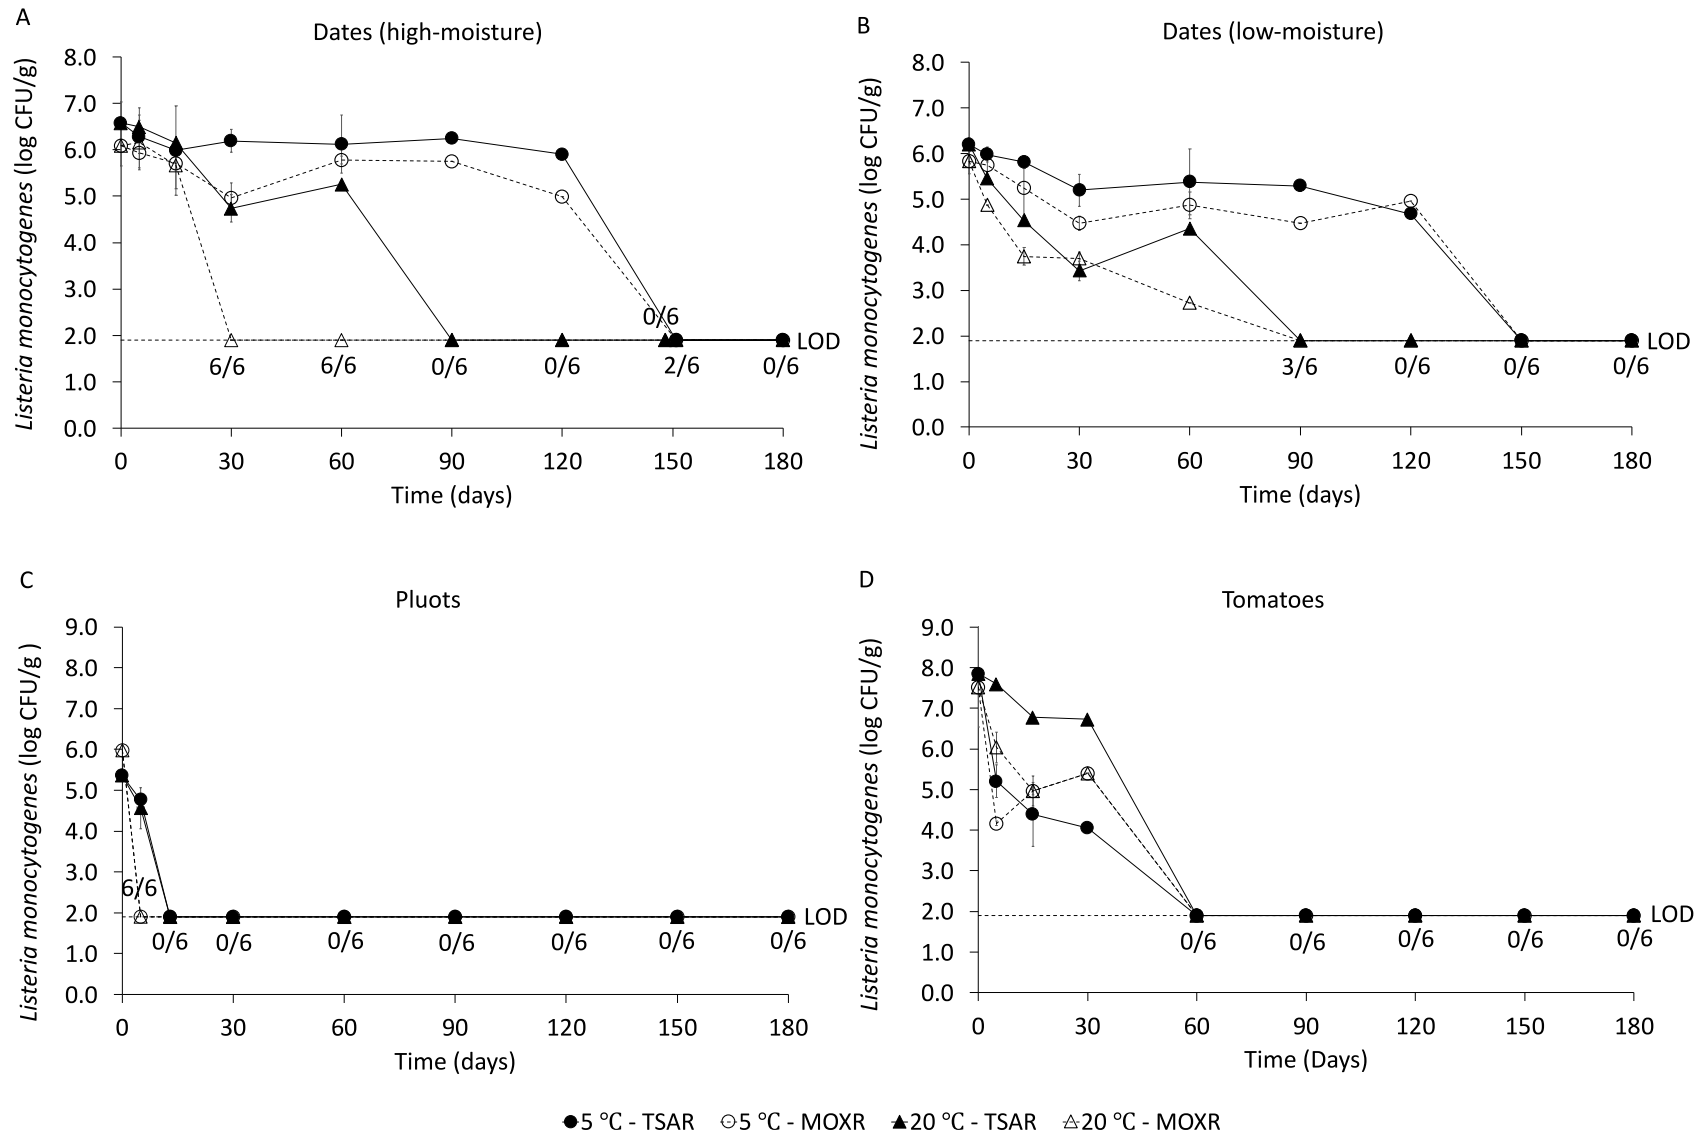 A
Dates (high-moisture)
Listeria monocytogenes (log CFU/g)
8.0
7.0
6.0
5.0
4.0
3.0
2.0
1.0
0.0
0/6
LOD
6/6 6/6 0/6 0/6 2/6 0/6
0 30 60 90 120 150 180
Time (days)
B
Dates (low-moisture)
Listeria monocytogenes (log CFU/g)
8.0
7.0
6.0
5.0
4.0
3.0
2.0
1.0
0.0
LOD
3/6 0/6 0/6 0/6
0 30 60 90 120 150 180
Time (days)
C
Pluots
Listeria monocytogenes (log CFU/g )
9.0
8.0
7.0
6.0
5.0
4.0
3.0
2.0
1.0
0.0
6/6
LOD
0/6 0/6 0/6 0/6 0/6 0/6 0/6
0 30 60 90 120 150 180
Time (days)
D
Tomatoes
Listeria monocytogenes (log CFU/g)
9.0
8.0
7.0
6.0
5.0
4.0
3.0
2.0
1.0
0.0
LOD
0/6 0/6 0/6 0/6 0/6
0 30 60 90 120 150 180
Time (Days)
5 °C - TSAR 5 °C - MOXR 20 °C - TSAR 20 °C - MOXR